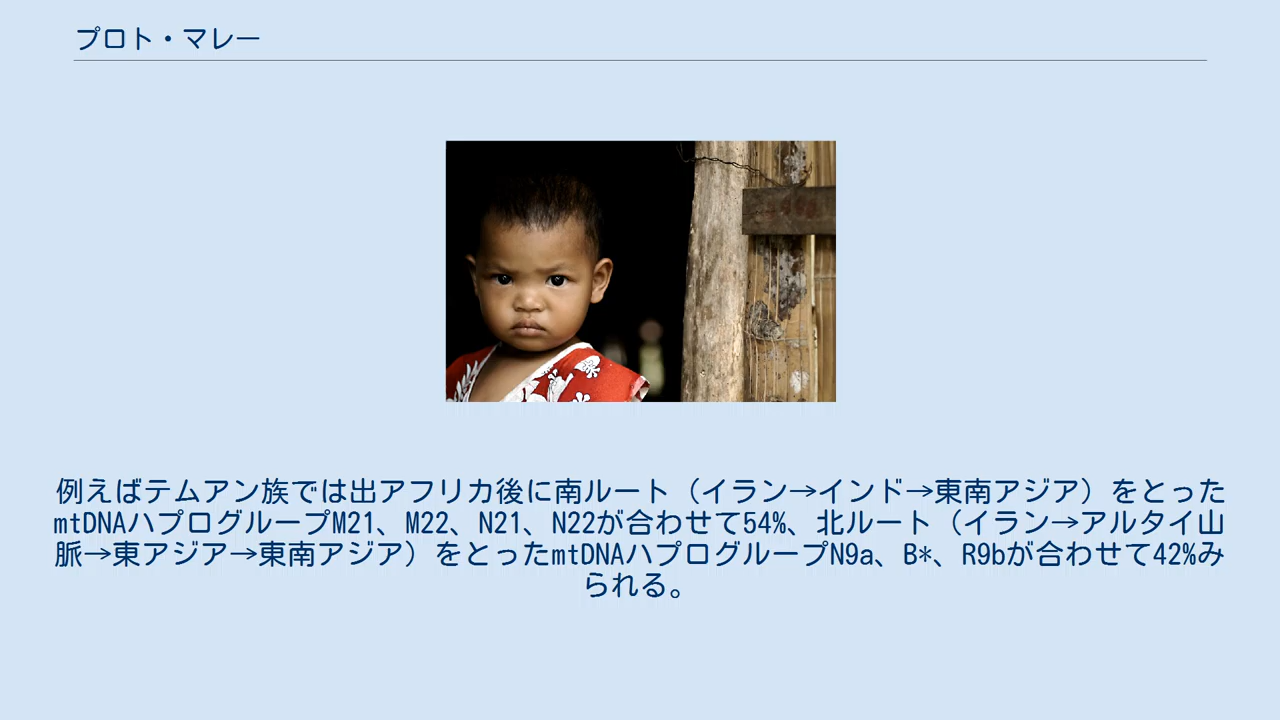 プロト・マレー
例えばテムアン族では出アフリカ後に南ルート（イラン→インド→東南アジア）をとった
mtDNAハプログループM21、M22、N21、N22が合わせて54%、北ルート（イラン→アルタイ山
脈→東アジア→東南アジア）をとったmtDNAハプログループN9a、B*、R9bが合わせて42%み
られる。